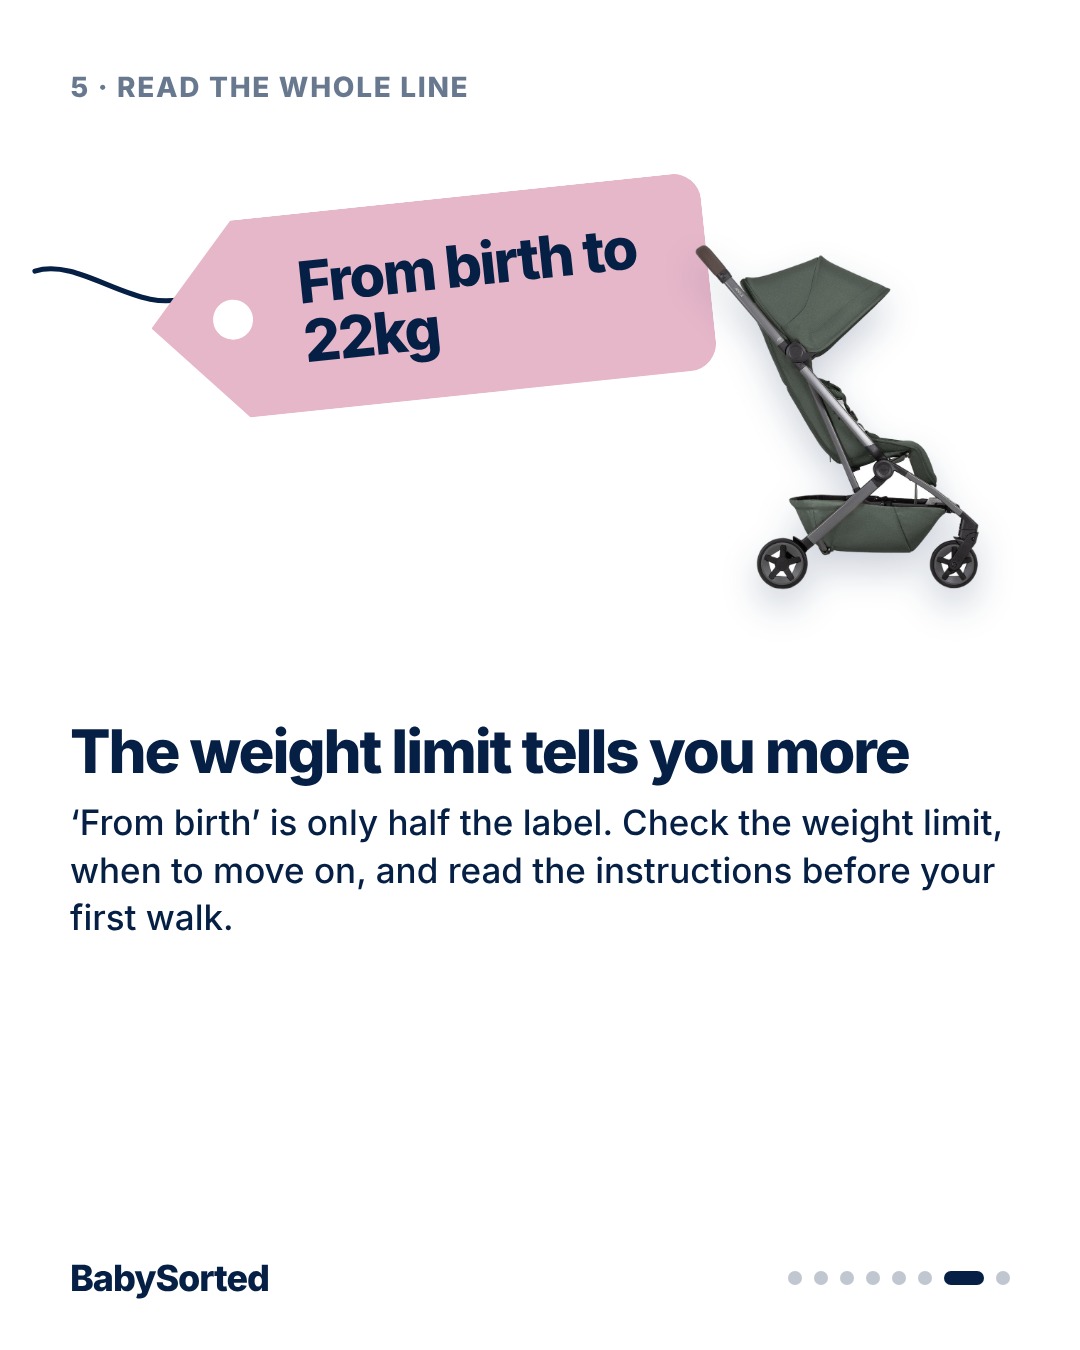 5 · READ THE WHOLE LINE
From birth to
22kg
The weight limit tells you more
‘From birth’ is only half the label. Check the weight limit,
when to move on, and read the instructions before your
first walk.
BabySorted